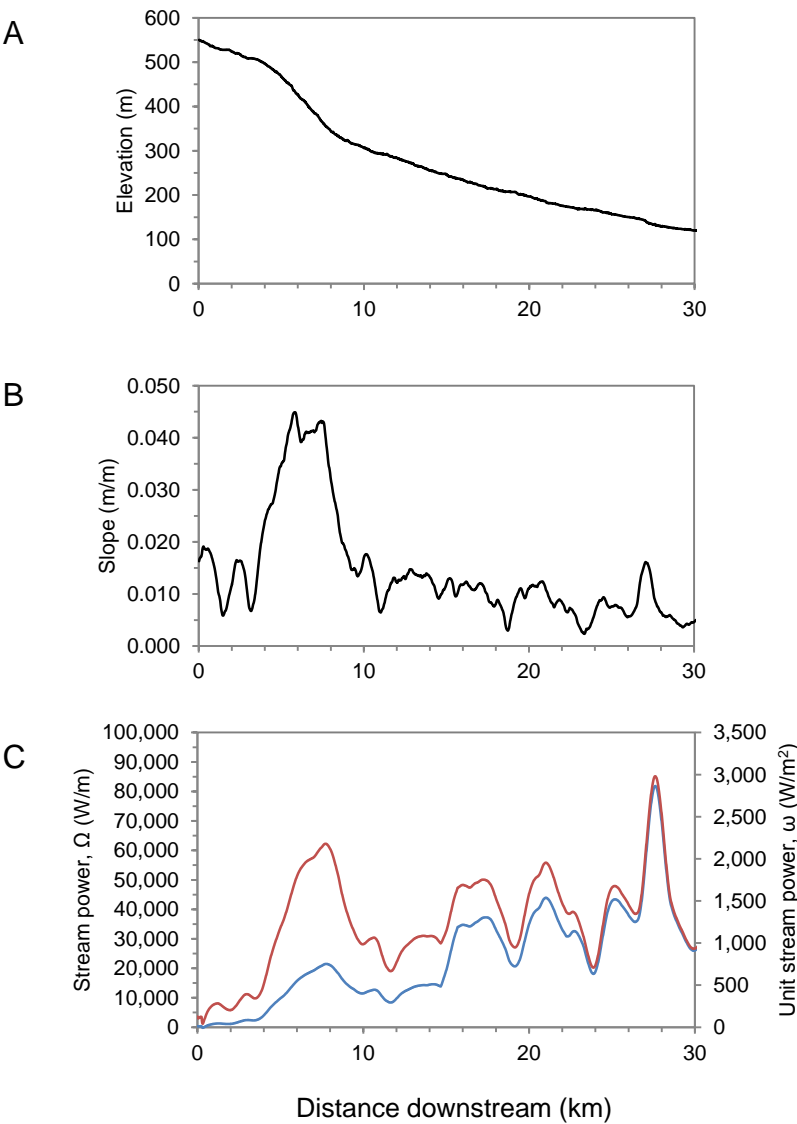 A
Elevation (m)
600
500
400
300
200
100
0
0 10 20 30
B
Slope (m/m)
0.050
0.040
0.030
0.020
0.010
0.000
0 10 20 30
C
Stream power, Ω (W/m)
100,000
90,000
80,000
70,000
60,000
50,000
40,000
30,000
20,000
10,000
0
3,500
3,000
2,500
2,000
1,500
1,000
500
0
Unit stream power, ω (W/m²)
0 10 20 30
Distance downstream (km)